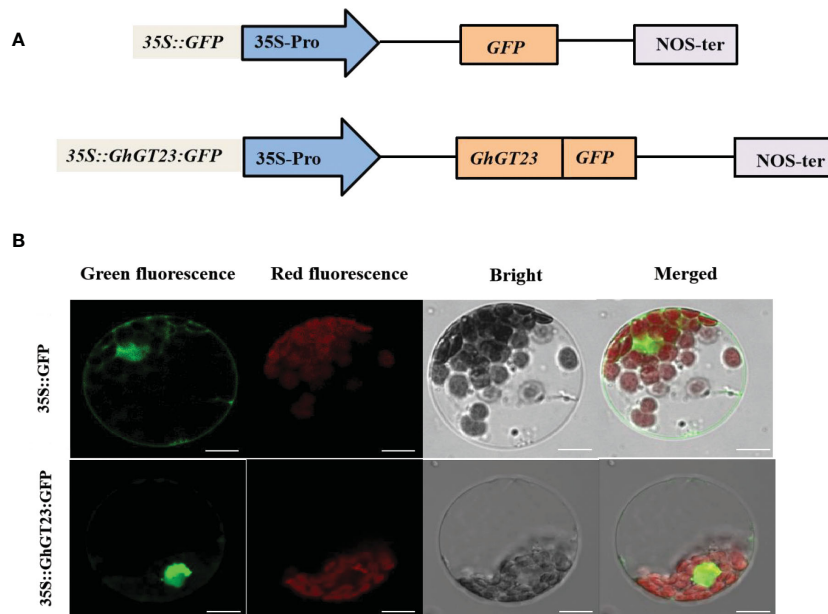 A
35S::GFP 35S-Pro GFP NOS-ter
35S::GhGT23:GFP 35S-Pro GhGT23 GFP NOS-ter
B
Green fluorescence Red fluorescence Bright Merged
35S::GFP
35S::GhGT23:GFP